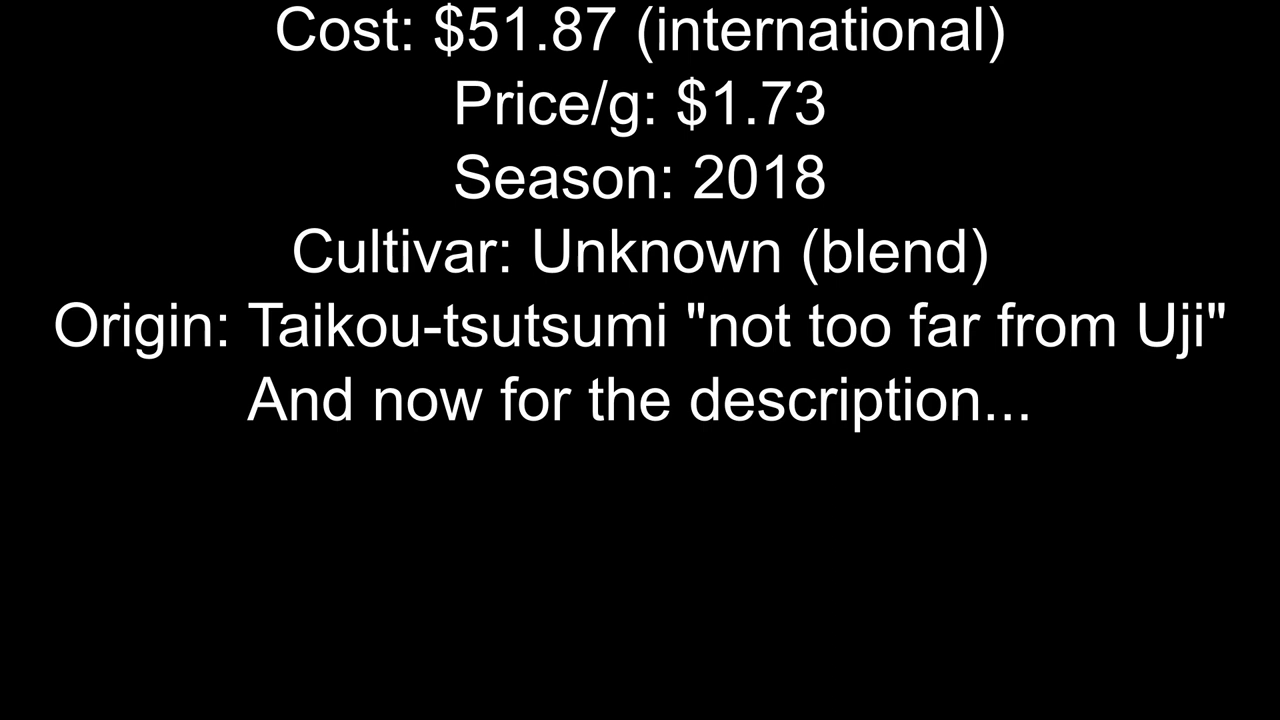 Cost: $51.87 (international)
Price/g: $1.73
Season: 2018
Cultivar: Unknown (blend)
Origin: Taikou-tsutsumi "not too far from Uji"
And now for the description...